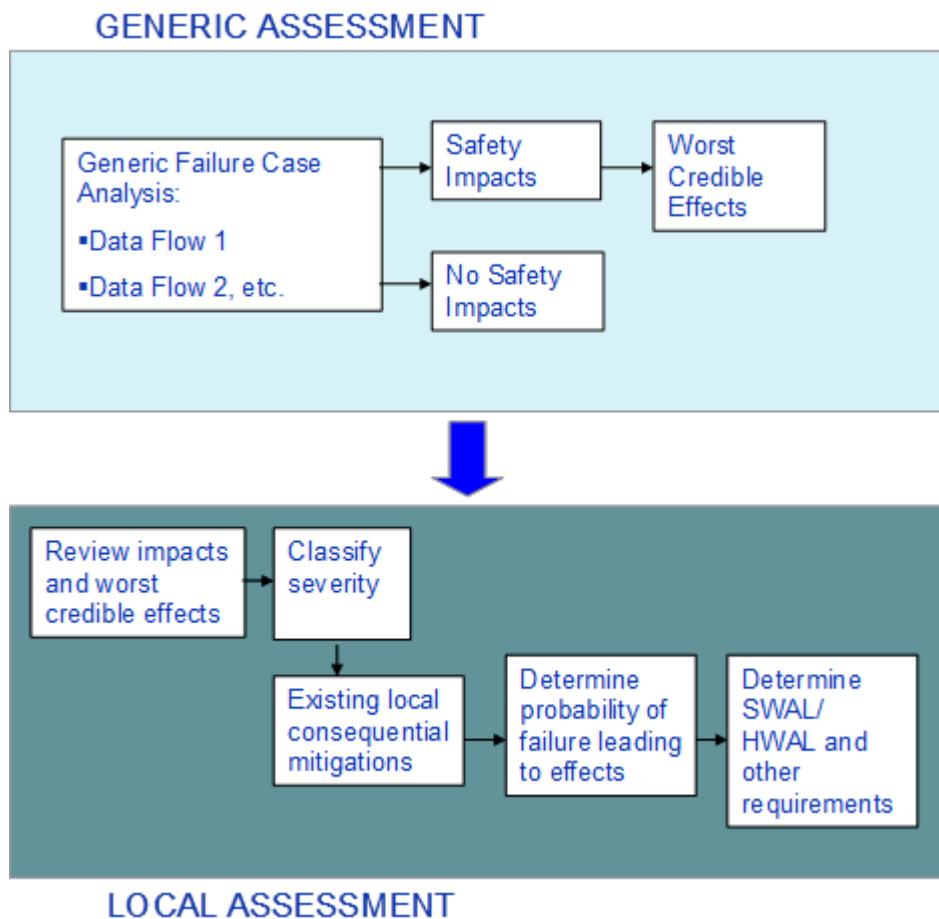 GENERIC ASSESSMENT
Generic Failure Case
Analysis:
▪Data Flow 1
▪Data Flow 2, etc.
Safety
Impacts
Worst
Credible
Effects
No Safety
Impacts
Review impacts
and worst
credible effects
Classify
severity
Existing local
consequential
mitigations
Determine
probability of
failure leading
to effects
Determine
SWAL/
HWAL and
other
requirements
LOCAL ASSESSMENT